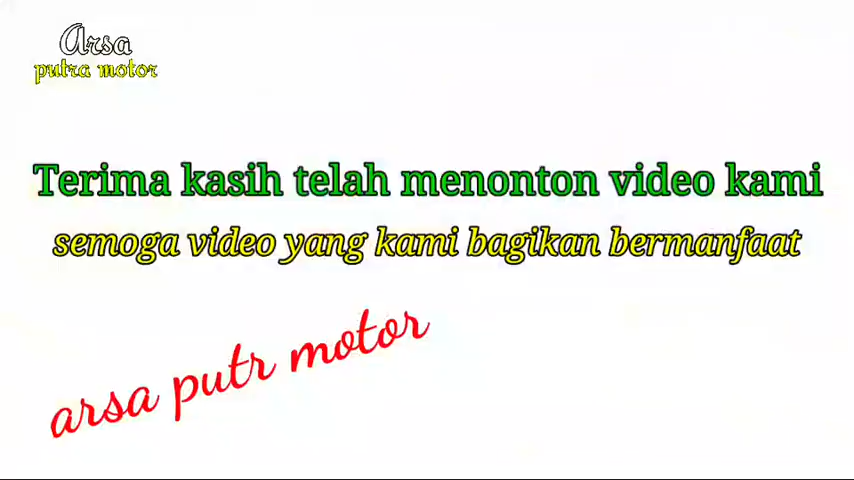 Arsa
putra motor
Terima kasih telah menonton video kami
semoga video yang kami bagikan bermanfaat
arsa putr motor